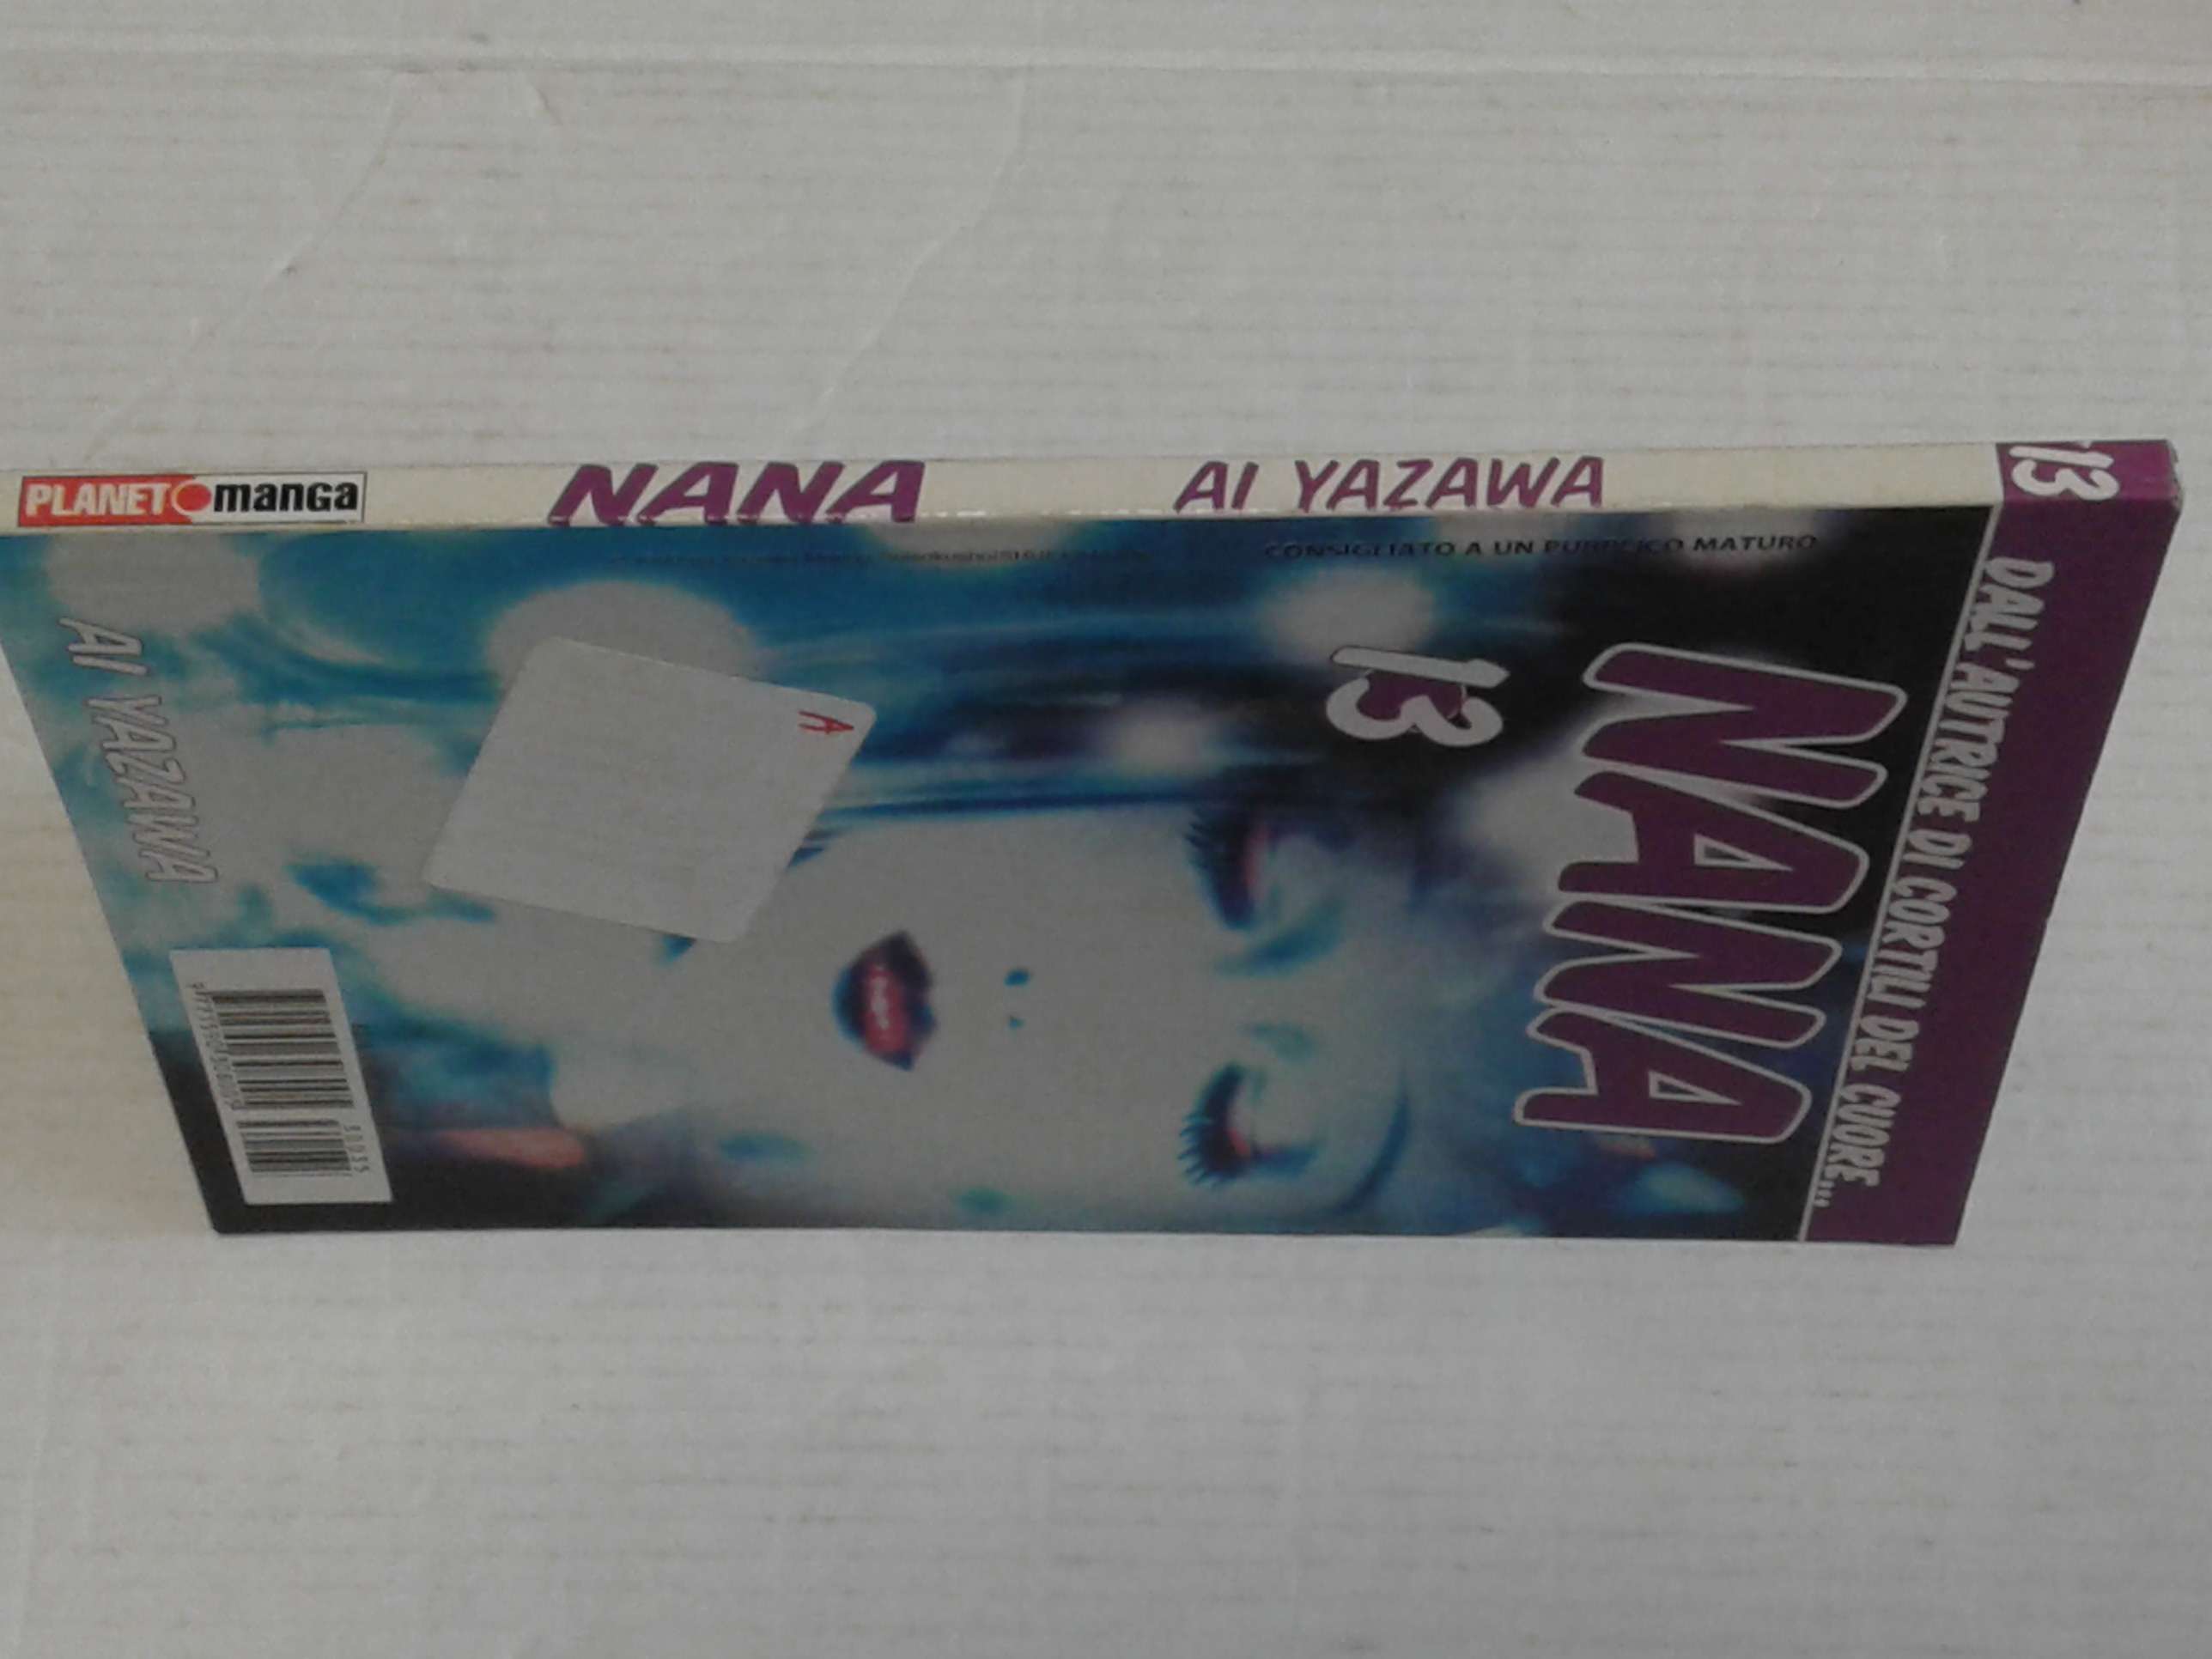 PLANET manga
NANA
AI YAZAWA
13
DALL'AUTRICE DI CORTILI DEL CUORE...
NANA
13
CONSIGLIATO A UN PUBBLICO MATURO
A
AI YAZAWA